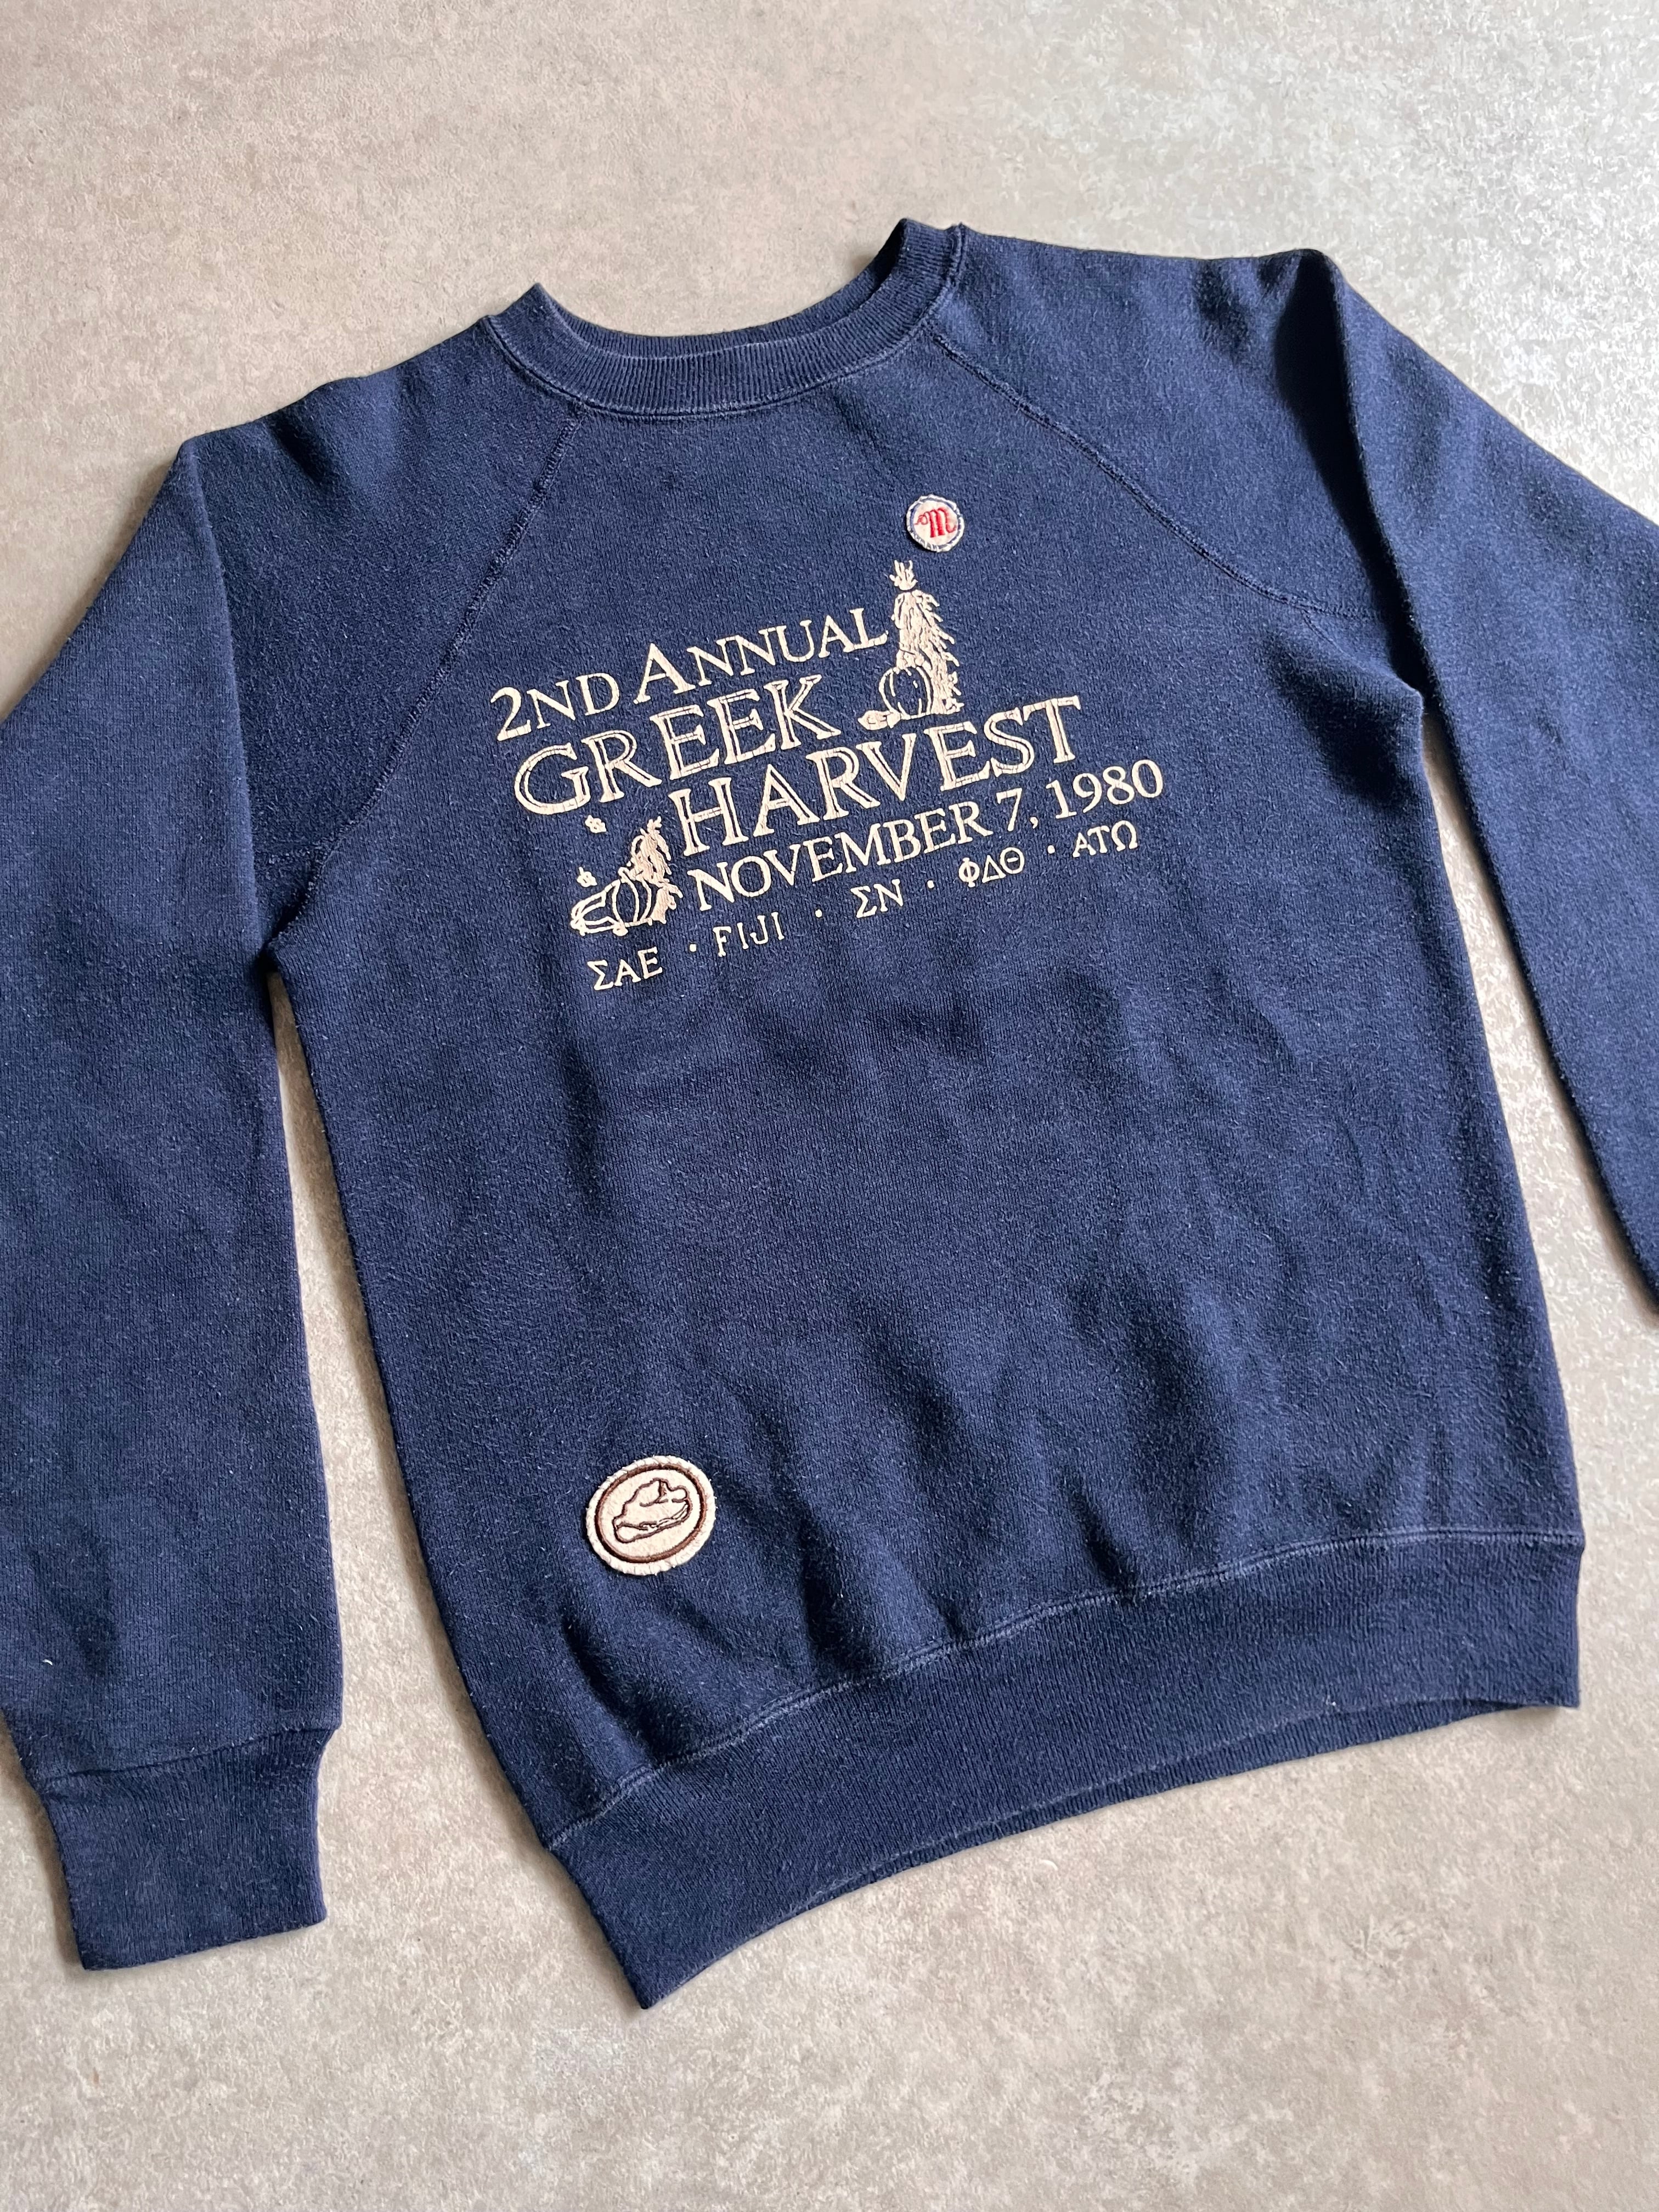 M
2ND ANNUAL
GREEK
HARVEST
NOVEMBER 7, 1980
ΣΑΕ · FIJI · ΣΝ · ΦΔΘ · ΑΤΩ